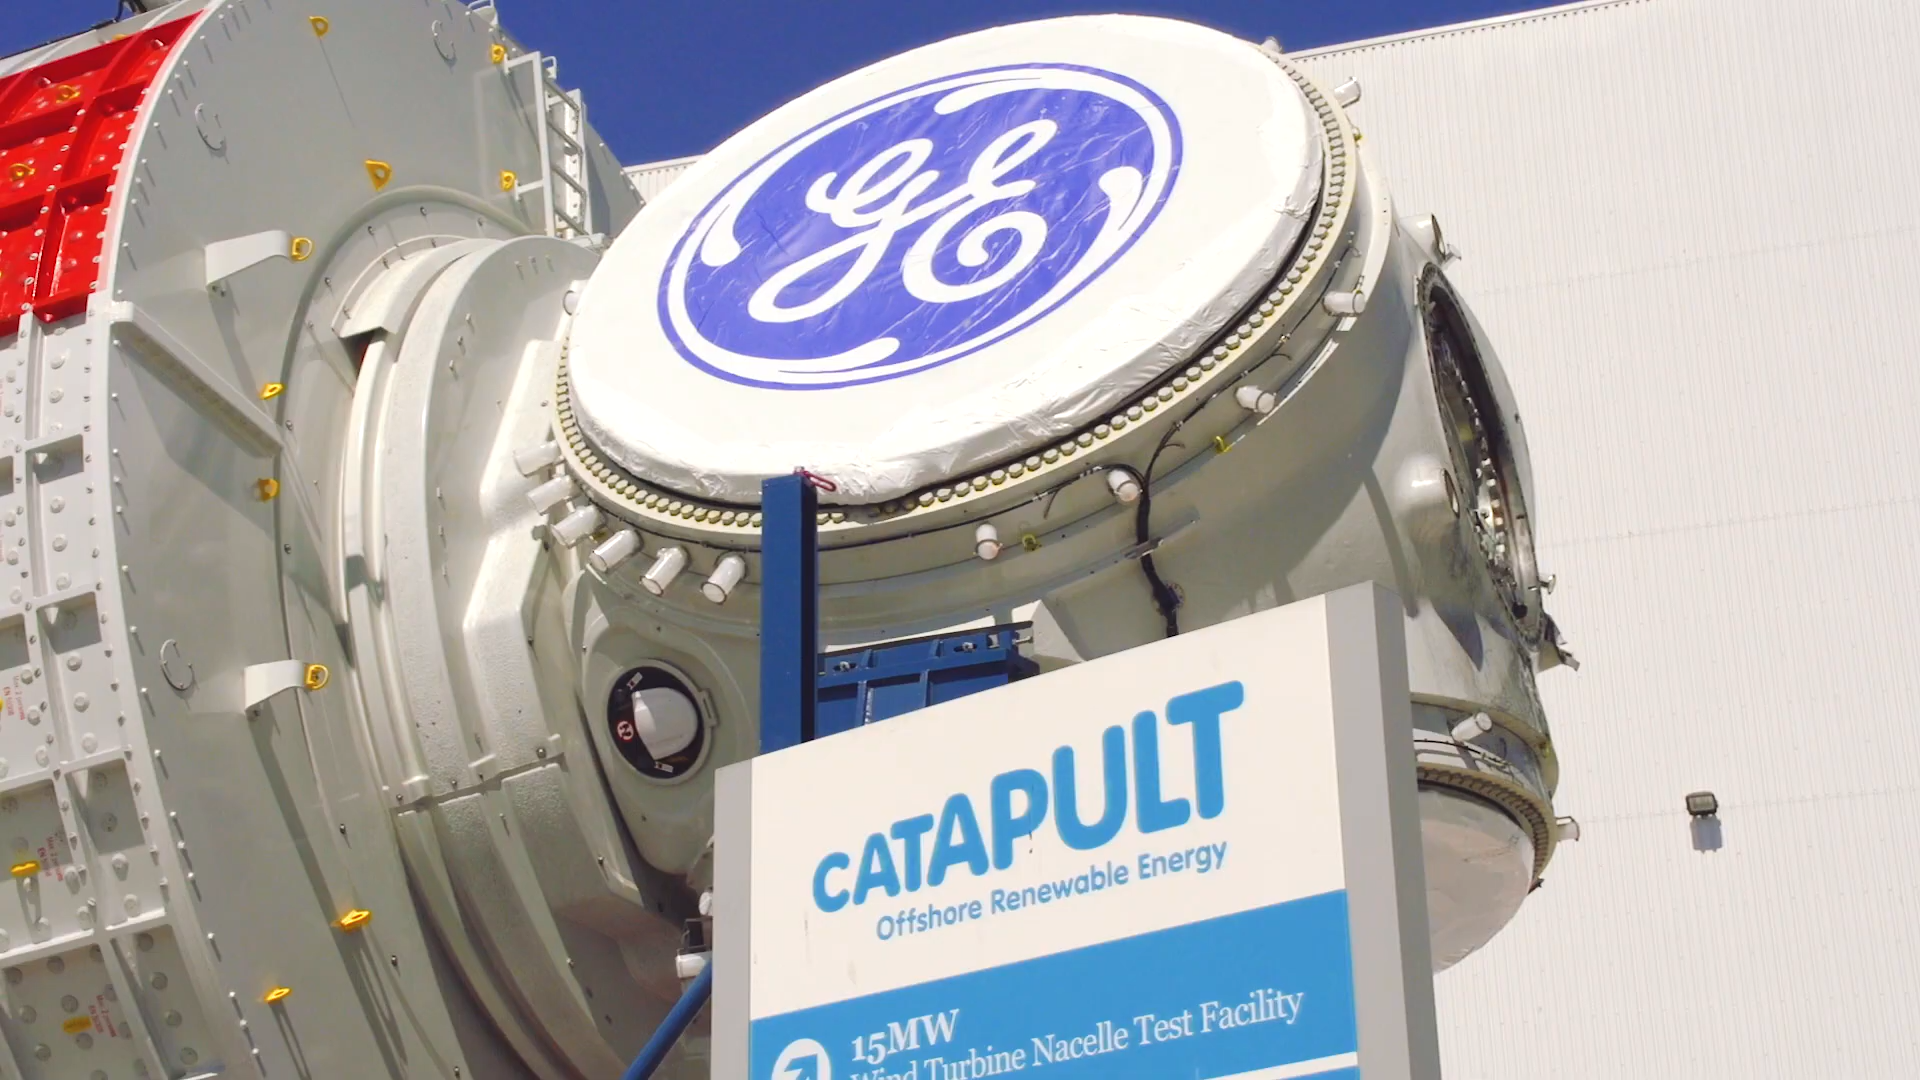 GE
CATAPULT
Offshore Renewable Energy
15MW
Wind Turbine Nacelle Test Facility